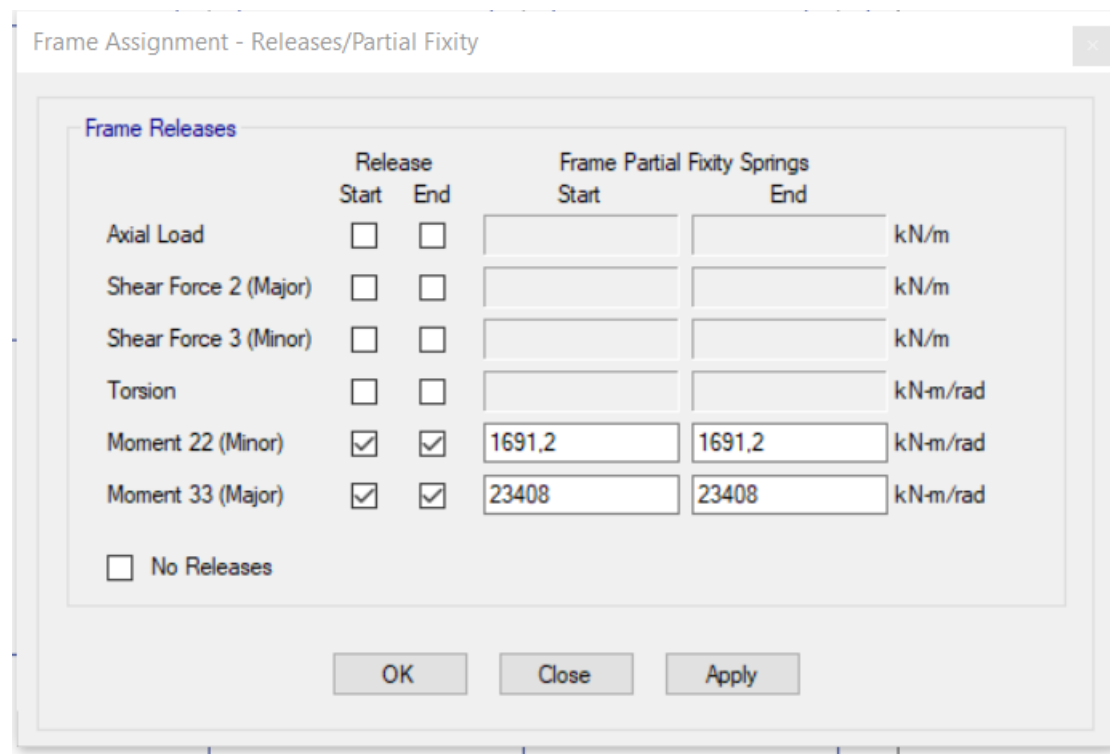 Frame Assignment - Releases/Partial Fixity
Frame Releases
Release Frame Partial Fixity Springs
Start End Start End
Axial Load kN/m
Shear Force 2 (Major) kN/m
Shear Force 3 (Minor) kN/m
Torsion kN-m/rad
Moment 22 (Minor) 1691,2 1691,2 kN-m/rad
Moment 33 (Major) 23408 23408 kN-m/rad
No Releases
OK Close Apply